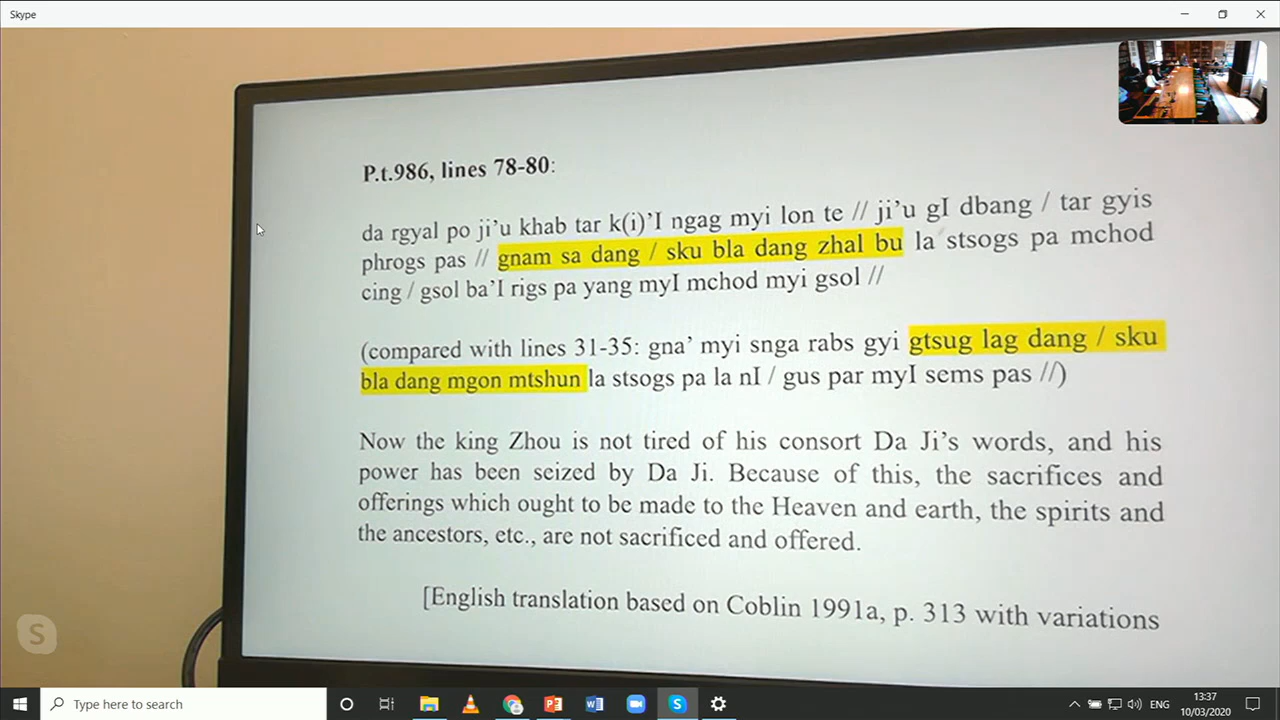 Skype
P.t.986, lines 78-80:
da rgyal po ji’u khab tar k(i)’I ngag myi lon te // ji’u gI dbang / tar gyis
phrogs pas // gnam sa dang / sku bla dang zhal bu la stsogs pa mchod
cing / gsol ba’I rigs pa yang myI mchod myi gsol //
(compared with lines 31-35: gna’ myi snga rabs gyi gtsug lag dang / sku
bla dang mgon mtshun la stsogs pa la nI / gus par myI sems pas //)
Now the king Zhou is not tired of his consort Da Ji’s words, and his
power has been seized by Da Ji. Because of this, the sacrifices and
offerings which ought to be made to the Heaven and earth, the spirits and
the ancestors, etc., are not sacrificed and offered.
[English translation based on Coblin 1991a, p. 313 with variations
S
Type here to search
ENG
13:37
10/03/2020